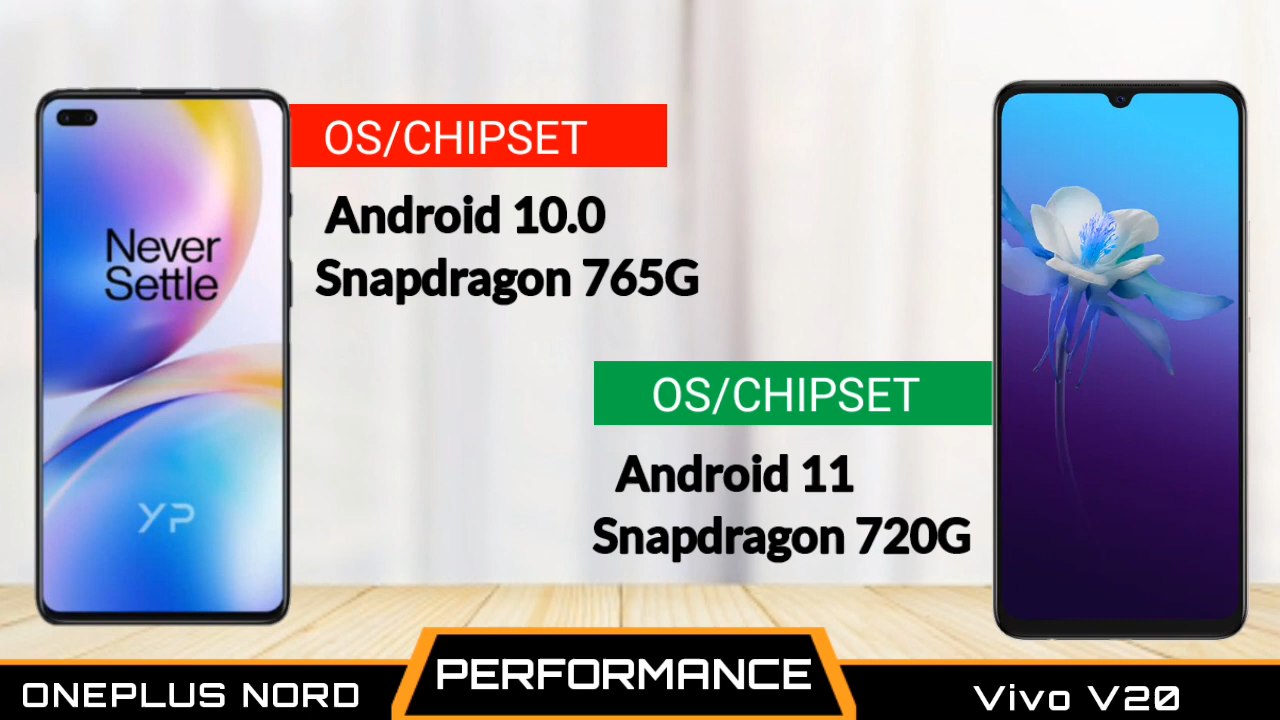 Never
Settle
YP
OS/CHIPSET
Android 10.0
Snapdragon 765G
OS/CHIPSET
Android 11
Snapdragon 720G
ONEPLUS NORD
PERFORMANCE
Vivo V20